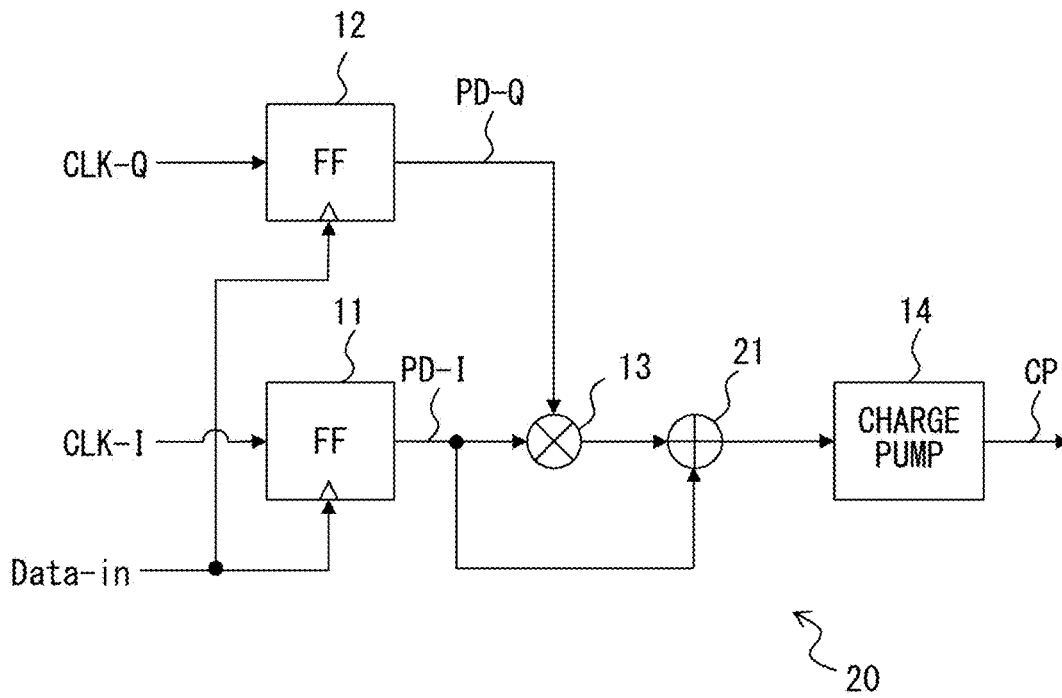 12
PD-Q
CLK-Q
FF
11
PD-I
13
21
14
CP
CLK-I
FF
CHARGE
PUMP
Data-in
20